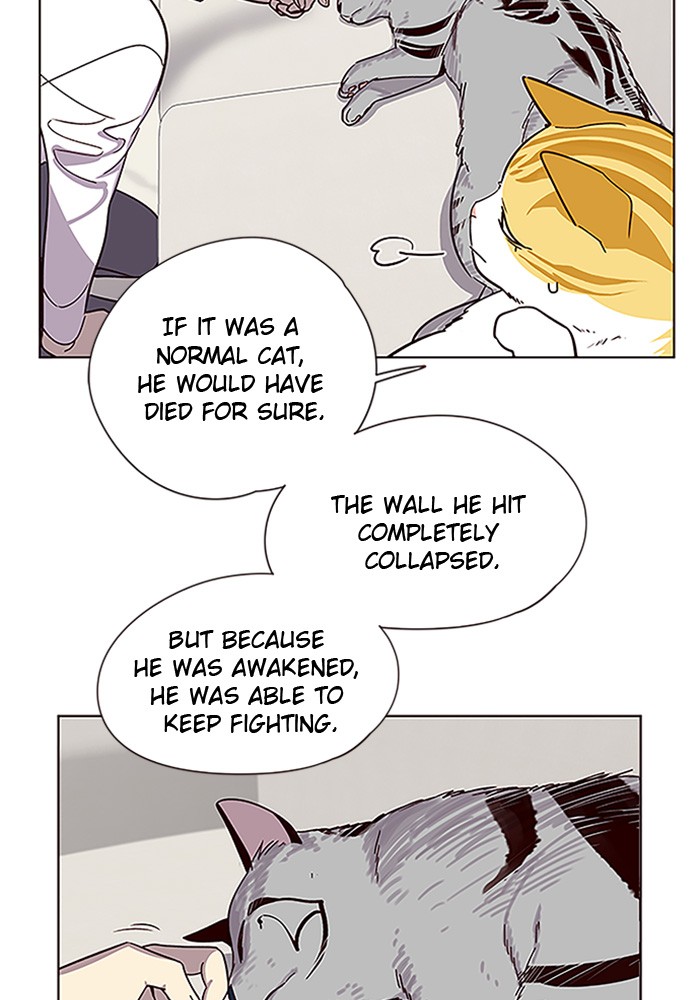 IF IT WAS A
NORMAL CAT,
HE WOULD HAVE
DIED FOR SURE.
THE WALL HE HIT
COMPLETELY
COLLAPSED.
BUT BECAUSE
HE WAS AWAKENED,
HE WAS ABLE TO
KEEP FIGHTING.